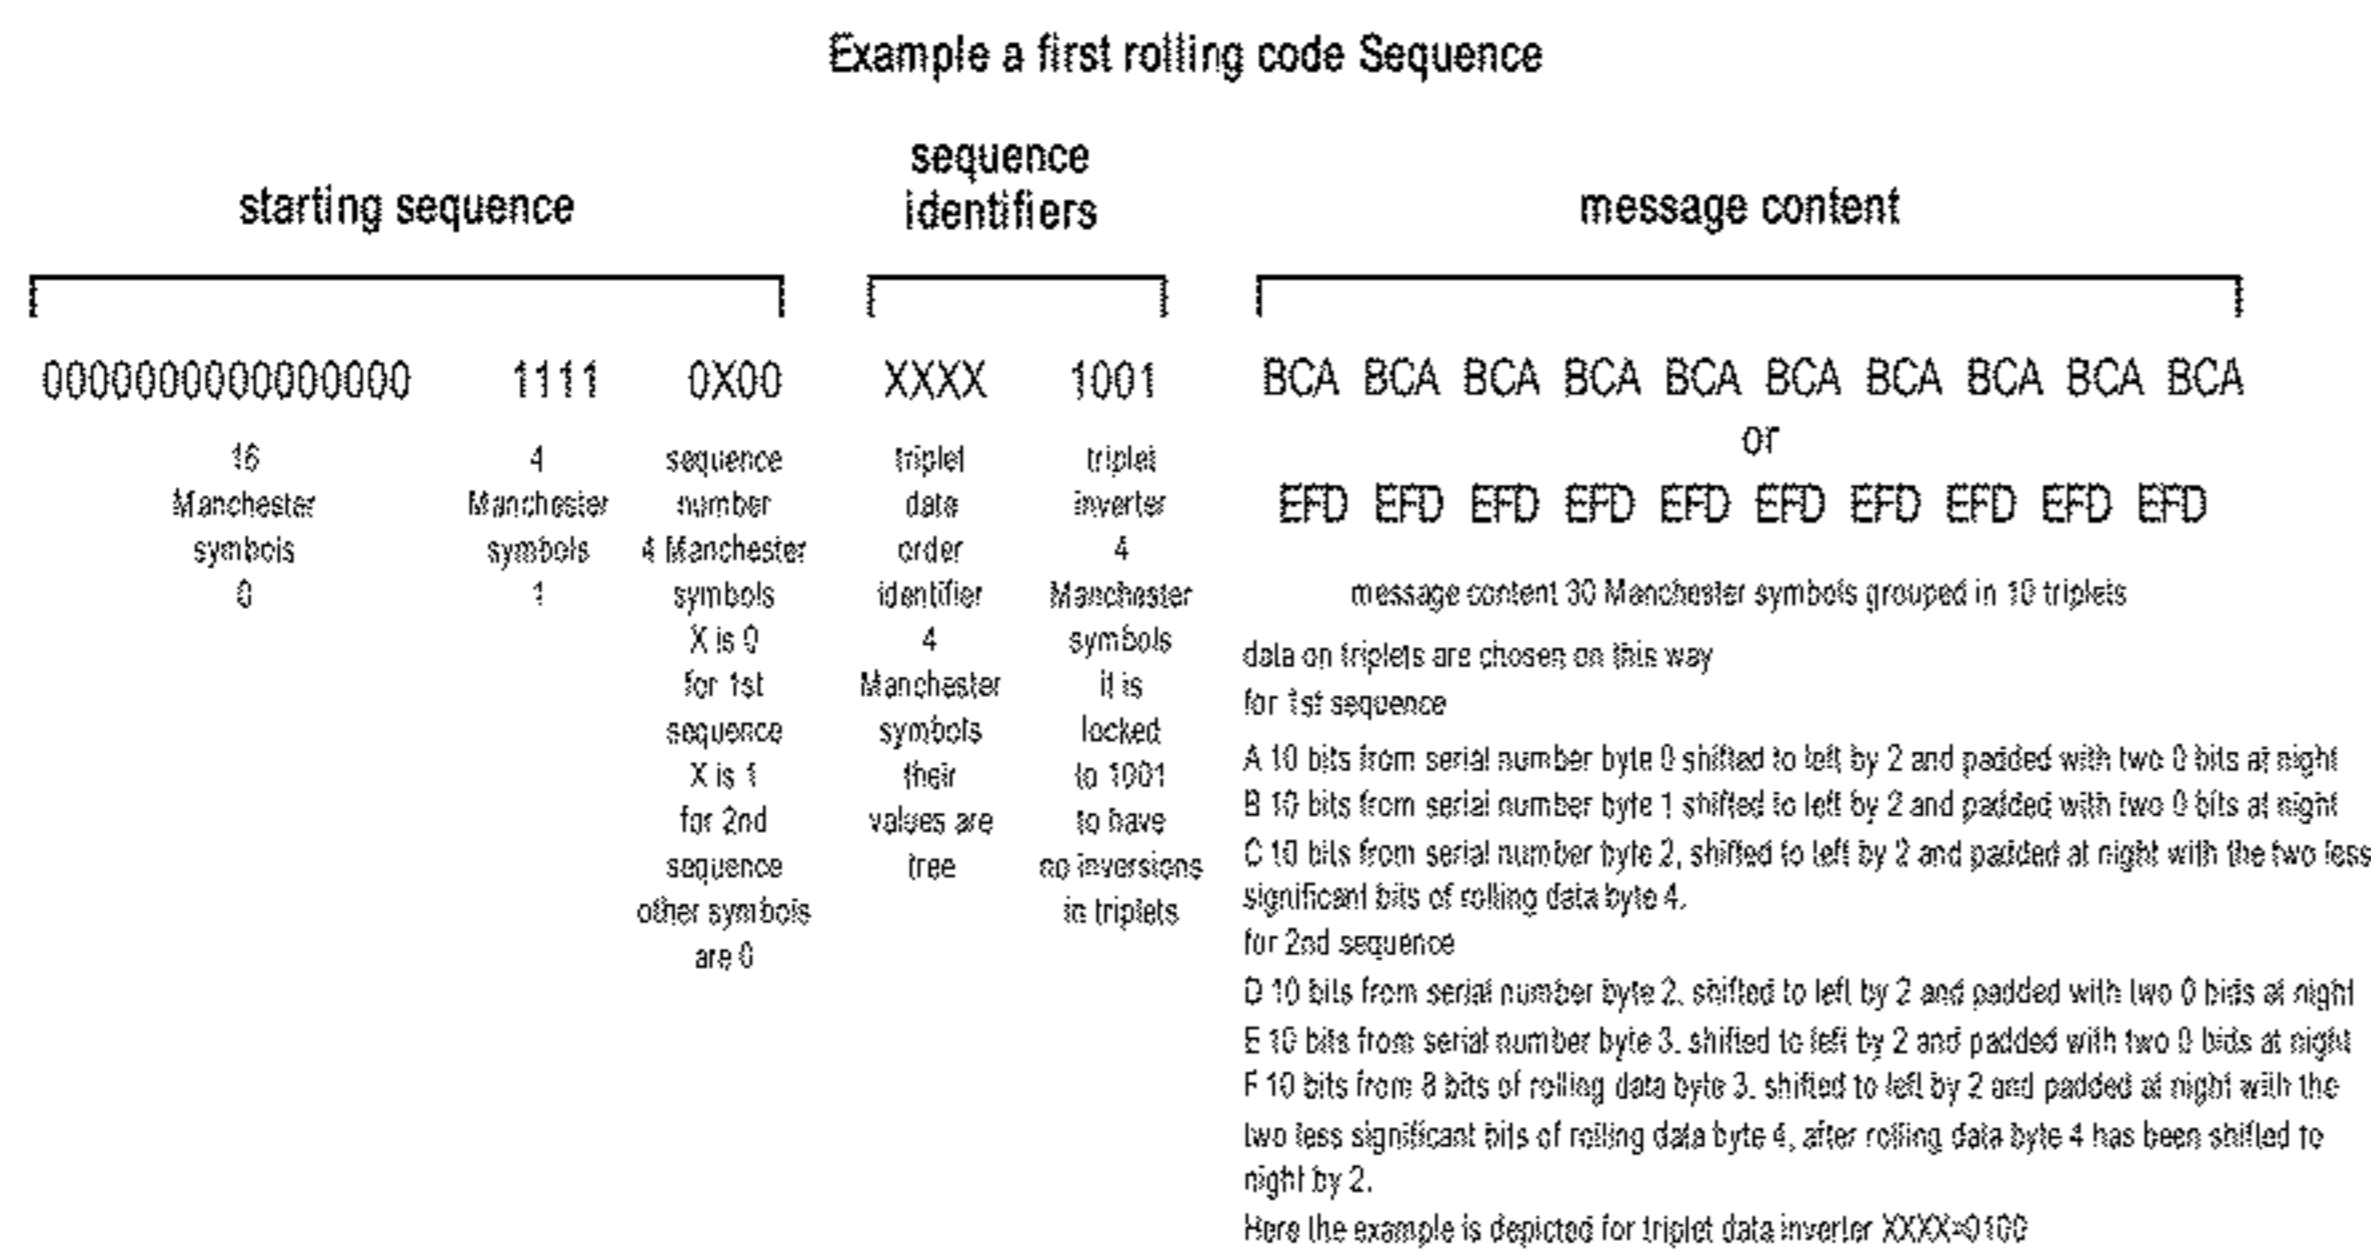 Example a first rolling code Sequence
starting sequence
sequence
identifiers
message content
0000000000000000 1111 0X00 XXXX 1001 BCA BCA BCA BCA BCA BCA BCA BCA BCA BCA
or
EFD EFD EFD EFD EFD EFD EFD EFD EFD EFD
16
Manchester
symbols
0
4
Manchester
symbols
1
sequence
number
4 Manchester
symbols
X is 0
for 1st
sequence
X is 1
for 2nd
sequence
other symbols
are 0
triplet
data
order
identifier
4
Manchester
symbols
their
values are
free
triplet
inverter
4
Manchester
symbols
it is
locked
to 1001
to have
no inversions
in triplets
message content 30 Manchester symbols grouped in 10 triplets
data on triplets are chosen on this way
for 1st sequence
A 10 bits from serial number byte 0 shifted to left by 2 and padded with two 0 bits at night
B 10 bits from serial number byte 1 shifted to left by 2 and padded with two 0 bits at night
C 10 bits from serial number byte 2, shifted to left by 2 and padded at night with the two less
significant bits of rolling data byte 4.
for 2nd sequence
D 10 bits from serial number byte 2. shifted to left by 2 and padded with two 0 bids at night
E 10 bits from serial number byte 3. shifted to left by 2 and padded with two 0 bids at night
F 10 bits from 8 bits of rolling data byte 3. shifted to left by 2 and padded at night with the
two less significant bits of rolling data byte 4, after rolling data byte 4 has been shifted to
night by 2.
Here the example is depicted for triplet data inverter XXXX=0100